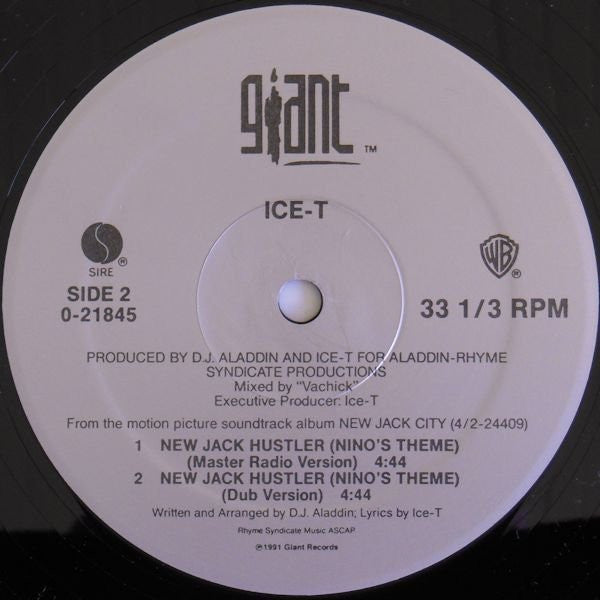 giant ™
ICE-T
SIRE ®
WB ®
SIDE 2
0-21845
33 1/3 RPM
PRODUCED BY D.J. ALADDIN AND ICE-T FOR ALADDIN-RHYME
SYNDICATE PRODUCTIONS
Mixed by "Vachick"
Executive Producer: Ice-T
From the motion picture soundtrack album NEW JACK CITY (4/2-24409)
1 NEW JACK HUSTLER (NINO'S THEME)
(Master Radio Version) 4:44
2 NEW JACK HUSTLER (NINO'S THEME)
(Dub Version) 4:44
Written and Arranged by D.J. Aladdin; Lyrics by Ice-T
Rhyme Syndicate Music ASCAP
℗1991 Giant Records